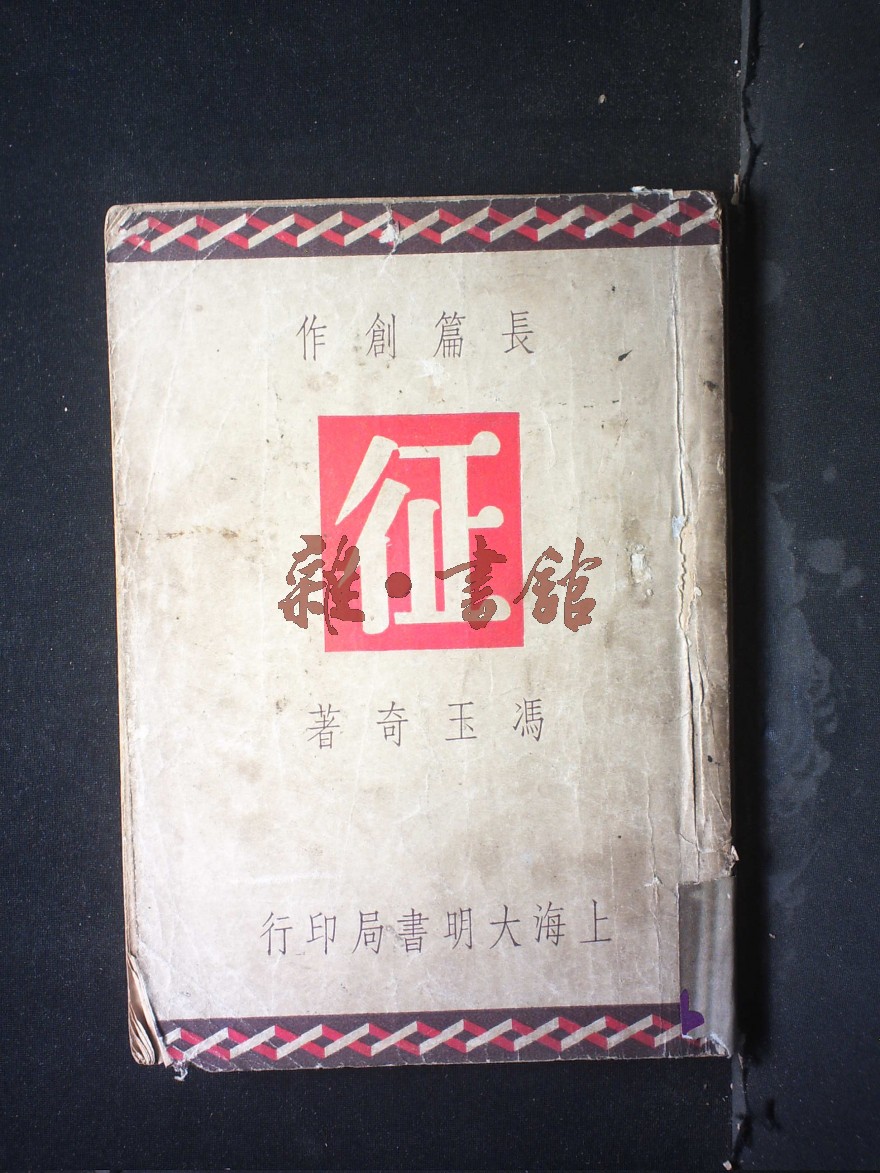 長篇創作
征
雜·書館
馮玉奇著
上海大明書局印行